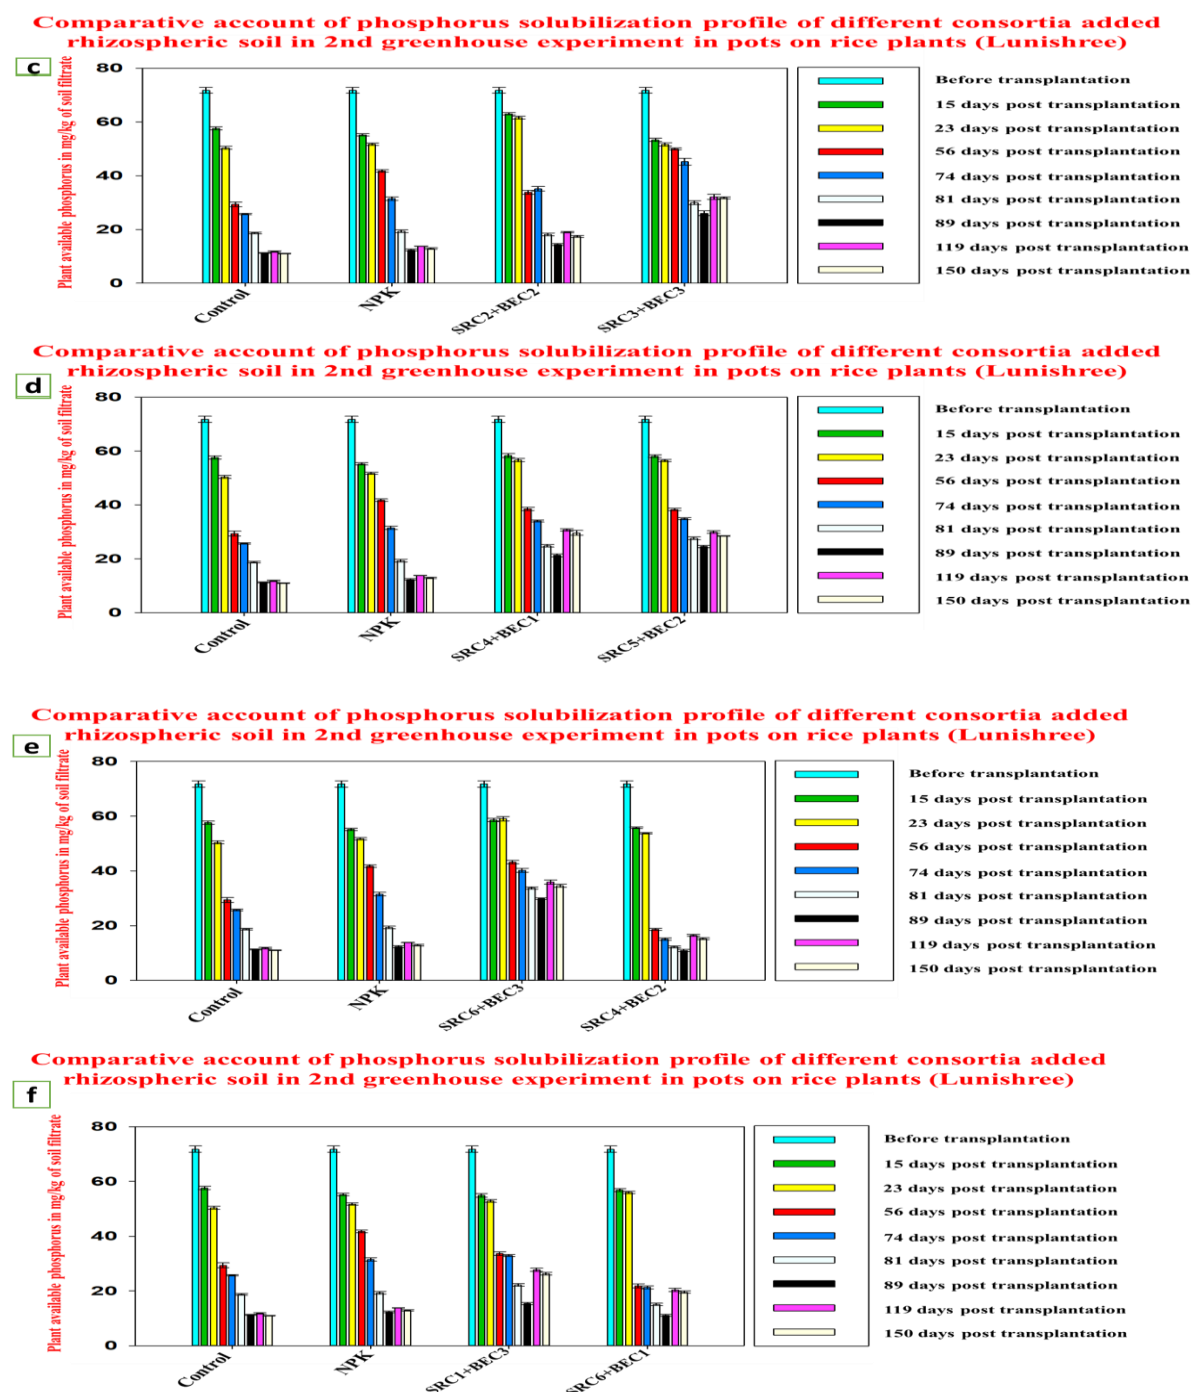 Comparative account of phosphorus solubilization profile of different consortia added
rhizospheric soil in 2nd greenhouse experiment in pots on rice plants (Lunishree)
c
Plant available phosphorus in mg/kg of soil filtrate
80
60
40
20
0
Control
NPK
SRC2+BEC2
SRC3+BEC3
Before transplantation
15 days post transplantation
23 days post transplantation
56 days post transplantation
74 days post transplantation
81 days post transplantation
89 days post transplantation
119 days post transplantation
150 days post transplantation
Comparative account of phosphorus solubilization profile of different consortia added
rhizospheric soil in 2nd greenhouse experiment in pots on rice plants (Lunishree)
d
Plant available phosphorus in mg/kg of soil filtrate
80
60
40
20
0
Control
NPK
SRC4+BEC1
SRC5+BEC2
Before transplantation
15 days post transplantation
23 days post transplantation
56 days post transplantation
74 days post transplantation
81 days post transplantation
89 days post transplantation
119 days post transplantation
150 days post transplantation
Comparative account of phosphorus solubilization profile of different consortia added
rhizospheric soil in 2nd greenhouse experiment in pots on rice plants (Lunishree)
e
Plant available phosphorus in mg/kg of soil filtrate
80
60
40
20
0
Control
NPK
SRC6+BEC3
SRC4+BEC2
Before transplantation
15 days post transplantation
23 days post transplantation
56 days post transplantation
74 days post transplantation
81 days post transplantation
89 days post transplantation
119 days post transplantation
150 days post transplantation
Comparative account of phosphorus solubilization profile of different consortia added
rhizospheric soil in 2nd greenhouse experiment in pots on rice plants (Lunishree)
f
Plant available phosphorus in mg/kg of soil filtrate
80
60
40
20
0
Control
NPK
SRC1+BEC3
SRC6+BEC1
Before transplantation
15 days post transplantation
23 days post transplantation
56 days post transplantation
74 days post transplantation
81 days post transplantation
89 days post transplantation
119 days post transplantation
150 days post transplantation